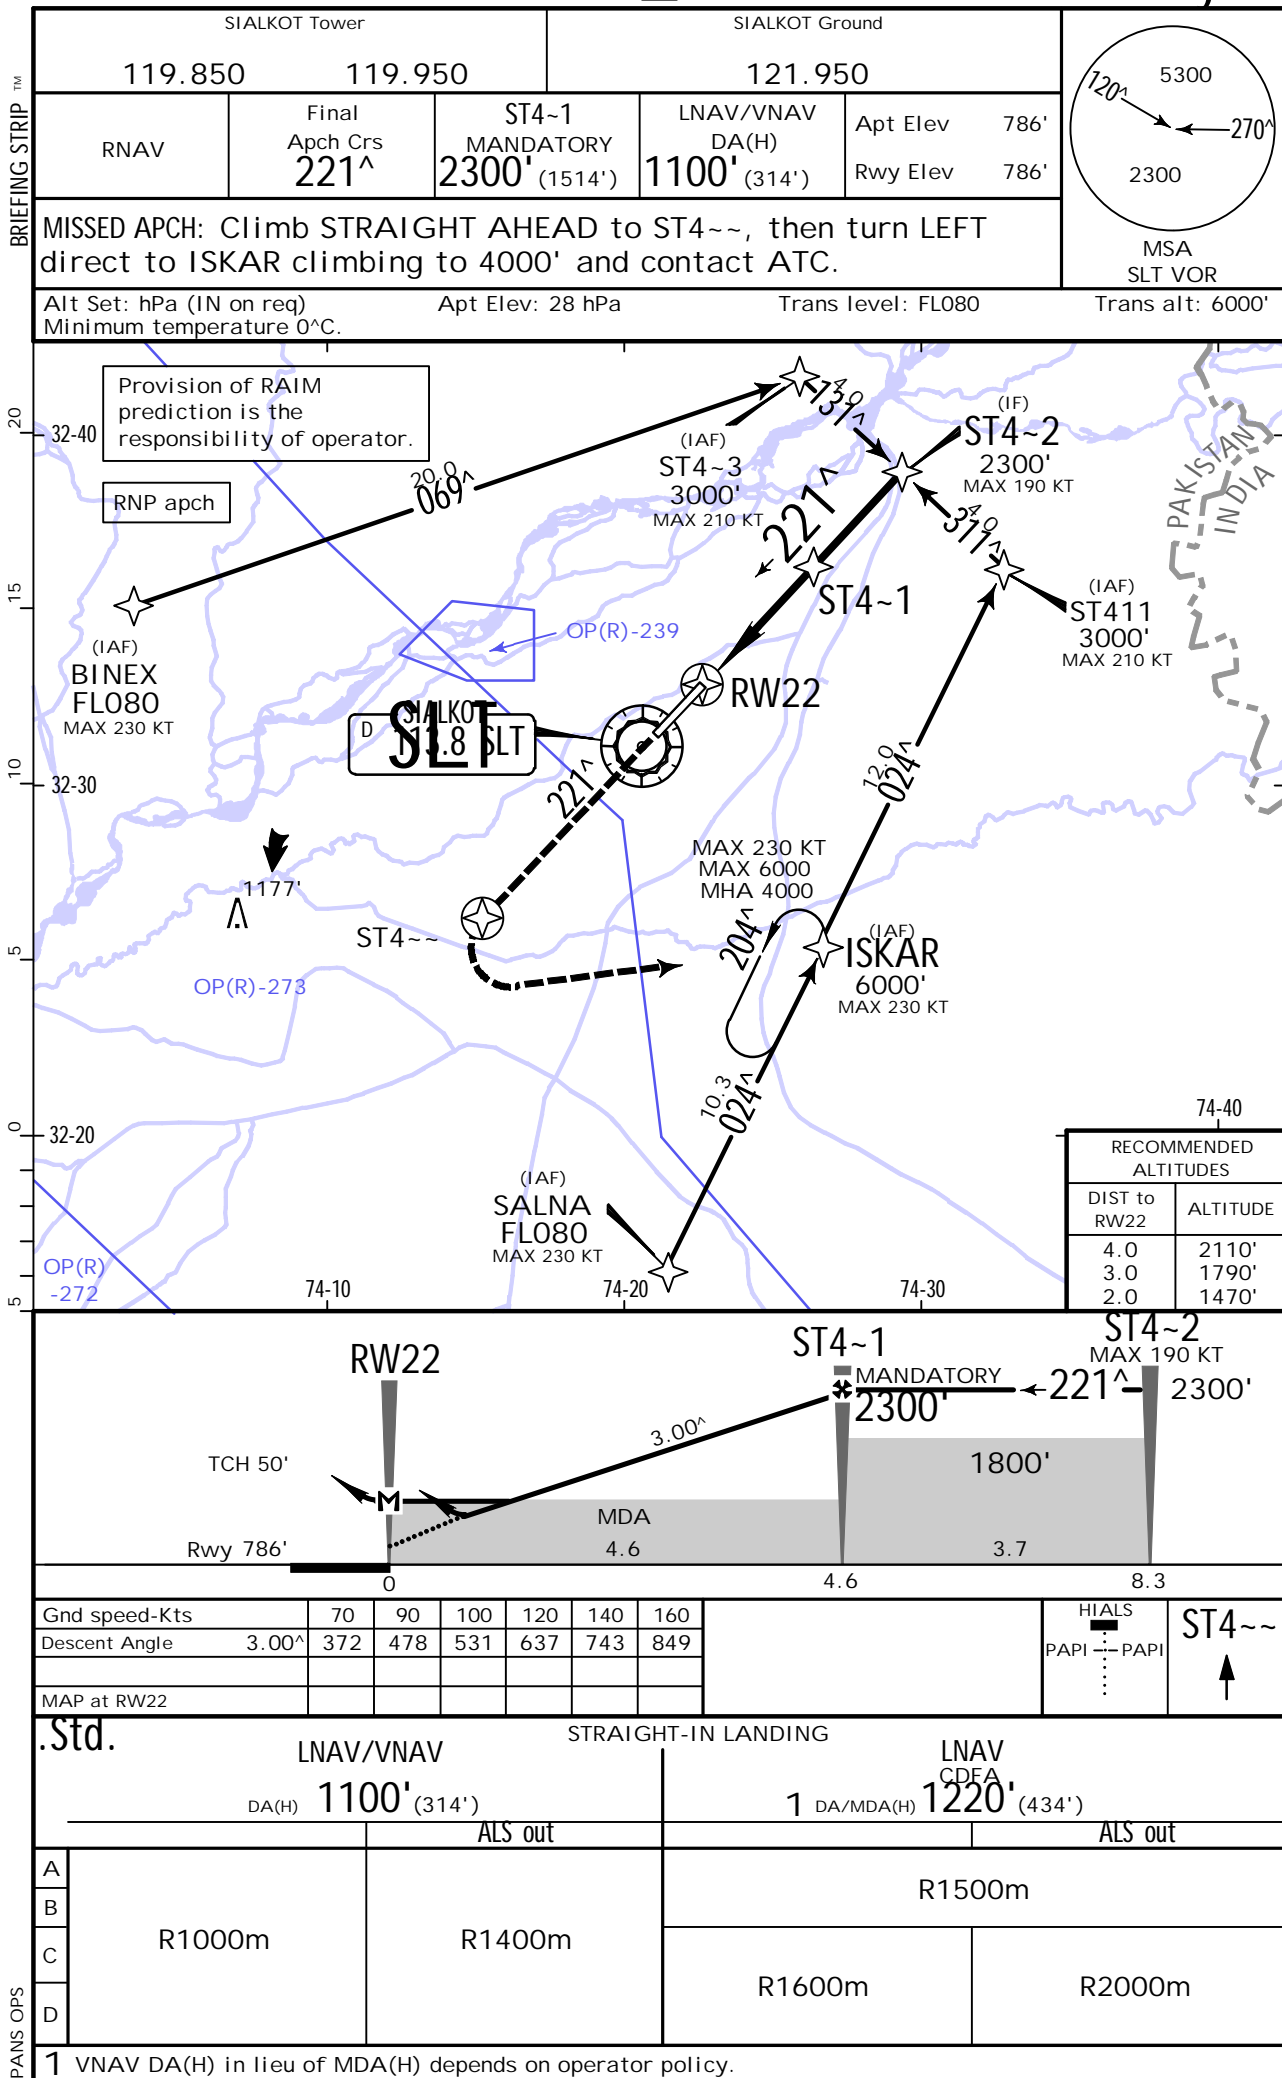 BRIEFING STRIP ™
SIALKOT Tower
119.850 119.950
SIALKOT Ground
121.950
RNAV
Final
Apch Crs
221^
ST4~1
MANDATORY
2300' (1514')
LNAV/VNAV
DA(H)
1100' (314')
Apt Elev 786'
Rwy Elev 786'
5300
120^
270^
2300
MSA
SLT VOR
MISSED APCH: Climb STRAIGHT AHEAD to ST4~~, then turn LEFT
direct to ISKAR climbing to 4000' and contact ATC.
Alt Set: hPa (IN on req) Apt Elev: 28 hPa Trans level: FL080 Trans alt: 6000'
Minimum temperature 0^C.
Provision of RAIM
prediction is the
responsibility of operator.
RNP apch
20
32-40
15
10
32-30
5
0
32-20
5
74-10
74-20
74-30
74-40
20.0
069^
4.0
131^
(IAF)
ST4~3
3000'
MAX 210 KT
(IF)
ST4~2
2300'
MAX 190 KT
PAKISTAN
INDIA
221^
4.0
311^
ST4~1
(IAF)
ST411
3000'
MAX 210 KT
(IAF)
BINEX
FL080
MAX 230 KT
OP(R)-239
RW22
SIALKOT
D 113.8 SLT
SLT
221^
12.0
024^
MAX 230 KT
MAX 6000
MHA 4000
204^
1177'
ST4~~
(IAF)
ISKAR
6000'
MAX 230 KT
OP(R)-273
10.3
024^
(IAF)
SALNA
FL080
MAX 230 KT
OP(R)
-272
RECOMMENDED
ALTITUDES
DIST to
RW22
ALTITUDE
4.0 2110'
3.0 1790'
2.0 1470'
RW22
ST4~1
MANDATORY
2300'
ST4~2
MAX 190 KT
221^ 2300'
3.00^
TCH 50'
M
1800'
MDA
Rwy 786'
4.6 3.7
0 4.6 8.3
Gnd speed-Kts 70 90 100 120 140 160
Descent Angle 3.00^ 372 478 531 637 743 849
MAP at RW22
HIALS
PAPI PAPI
ST4~~
.Std.
STRAIGHT-IN LANDING
LNAV/VNAV
DA(H) 1100' (314')
ALS out
LNAV
CDFA
1 DA/MDA(H) 1220' (434')
ALS out
A
B
C
D
R1000m
R1400m
R1500m
R1600m
R2000m
PANS OPS
1 VNAV DA(H) in lieu of MDA(H) depends on operator policy.